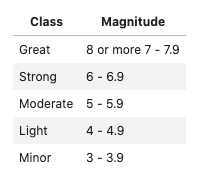 Class Magnitude
Great 8 or more 7 - 7.9
Strong 6 - 6.9
Moderate 5 - 5.9
Light 4 - 4.9
Minor 3 - 3.9